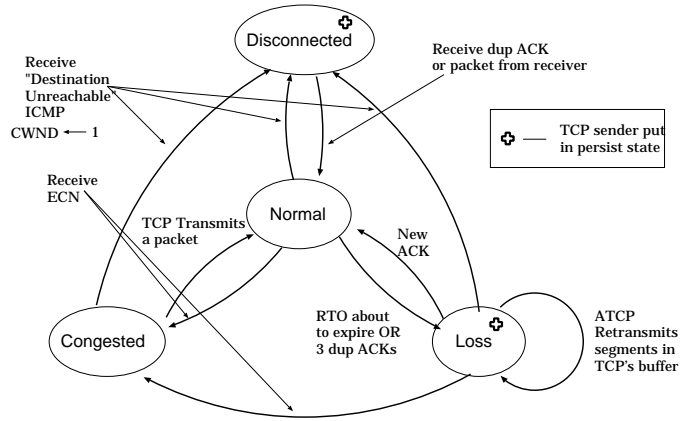 Disconnected
Receive
"Destination
Unreachable"
ICMP
CWND 1
Receive dup ACK
or packet from receiver
TCP sender put
in persist state
Receive
ECN
TCP Transmits
a packet
Normal
New
ACK
RTO about
to expire OR
3 dup ACKs
Congested
Loss
ATCP
Retransmits
segments in
TCP's buffer